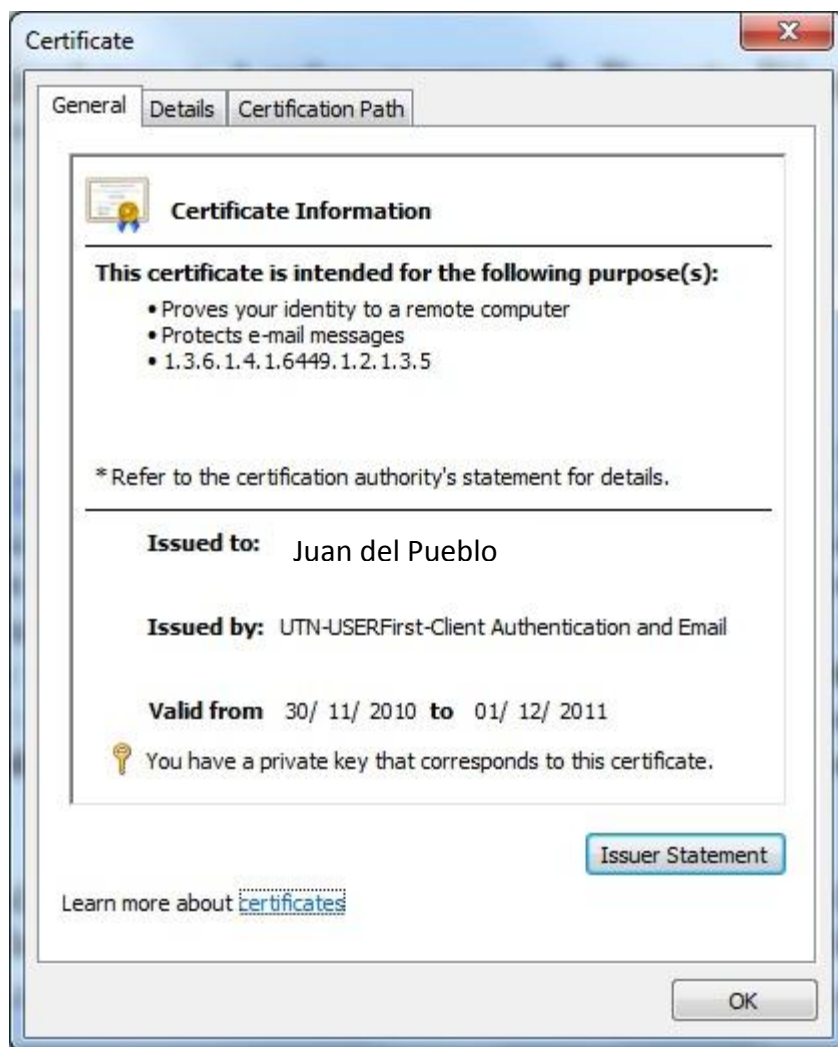 Certificate
General Details Certification Path
Certificate Information
This certificate is intended for the following purpose(s):
• Proves your identity to a remote computer
• Protects e-mail messages
• 1.3.6.1.4.1.6449.1.2.1.3.5
* Refer to the certification authority's statement for details.
Issued to: Juan del Pueblo
Issued by: UTN-USERFirst-Client Authentication and Email
Valid from 30/ 11/ 2010 to 01/ 12/ 2011
You have a private key that corresponds to this certificate.
Issuer Statement
Learn more about certificates
OK